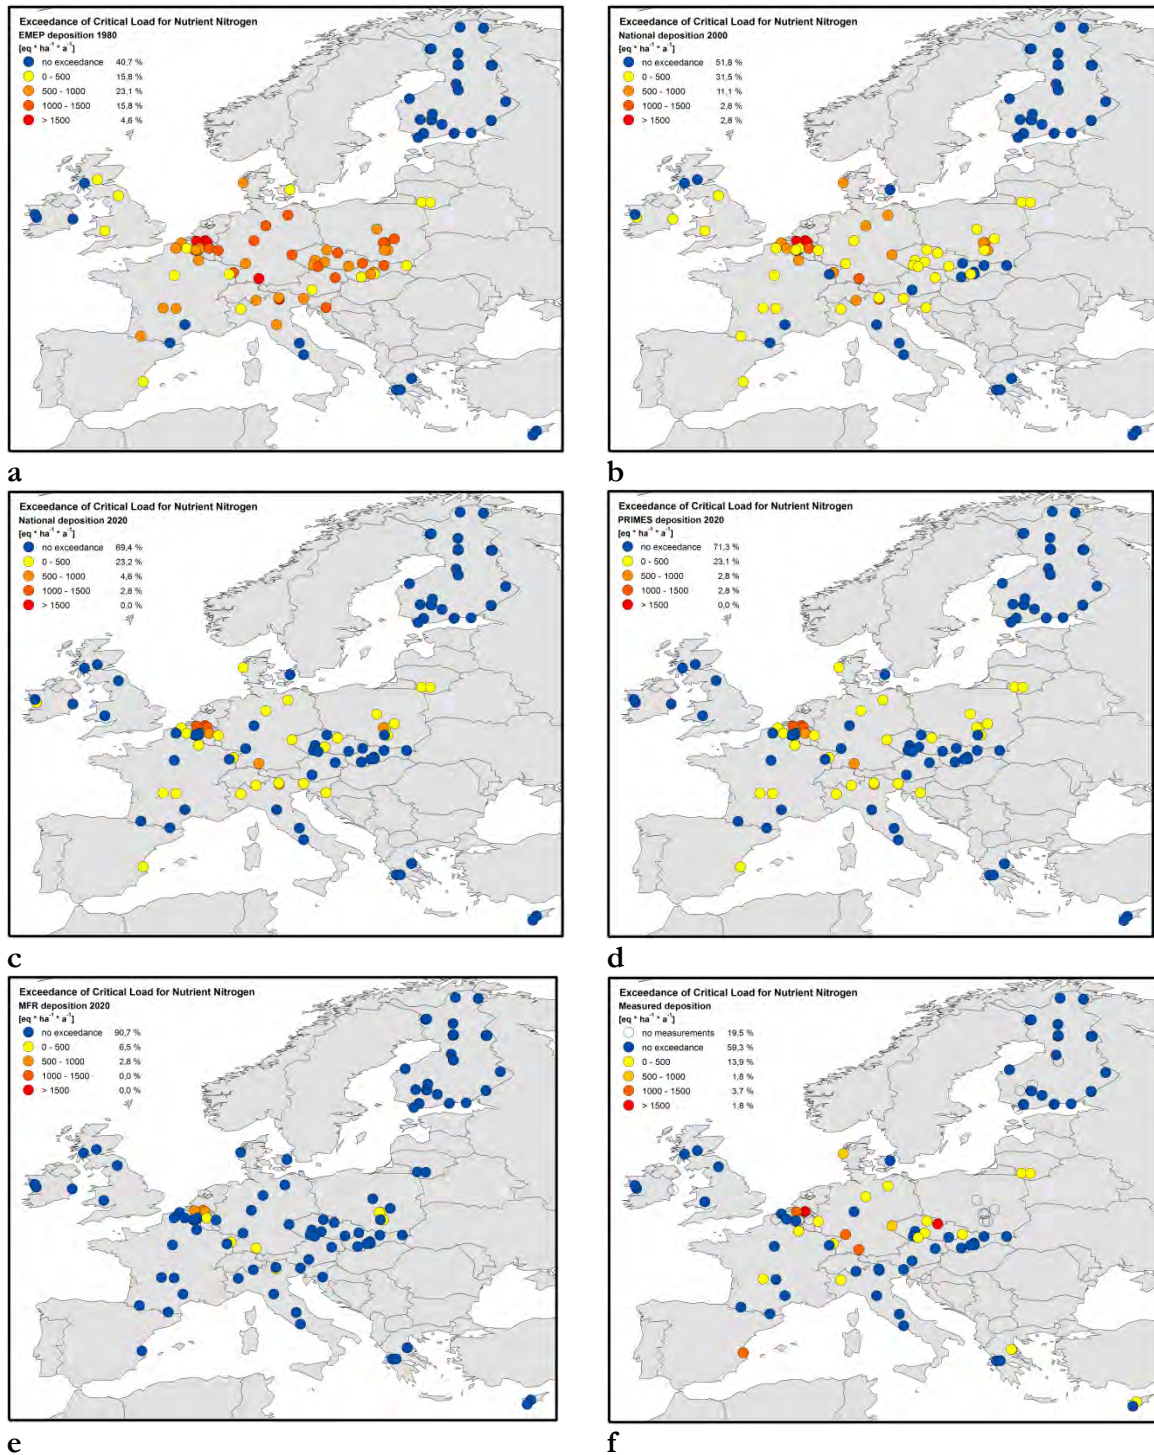 Exceedance of Critical Load for Nutrient Nitrogen
EMEP deposition 1980
[eq * ha⁻¹ * a⁻¹]
no exceedance 40,7 %
0 - 500 15,8 %
500 - 1000 23,1 %
1000 - 1500 15,8 %
> 1500 4,6 %
a
Exceedance of Critical Load for Nutrient Nitrogen
National deposition 2000
[eq * ha⁻¹ * a⁻¹]
no exceedance 51,8 %
0 - 500 31,5 %
500 - 1000 11,1 %
1000 - 1500 2,8 %
> 1500 2,8 %
b
Exceedance of Critical Load for Nutrient Nitrogen
National deposition 2020
[eq * ha⁻¹ * a⁻¹]
no exceedance 69,4 %
0 - 500 23,2 %
500 - 1000 4,6 %
1000 - 1500 2,8 %
> 1500 0,0 %
c
Exceedance of Critical Load for Nutrient Nitrogen
PRIMES deposition 2020
[eq * ha⁻¹ * a⁻¹]
no exceedance 71,3 %
0 - 500 23,1 %
500 - 1000 2,8 %
1000 - 1500 2,8 %
> 1500 0,0 %
d
Exceedance of Critical Load for Nutrient Nitrogen
MFR deposition 2020
[eq * ha⁻¹ * a⁻¹]
no exceedance 90,7 %
0 - 500 6,5 %
500 - 1000 2,8 %
1000 - 1500 0,0 %
> 1500 0,0 %
e
Exceedance of Critical Load for Nutrient Nitrogen
Measured deposition
[eq * ha⁻¹ * a⁻¹]
no measurements 19,5 %
no exceedance 59,3 %
0 - 500 13,9 %
500 - 1000 1,8 %
1000 - 1500 3,7 %
> 1500 1,8 %
f